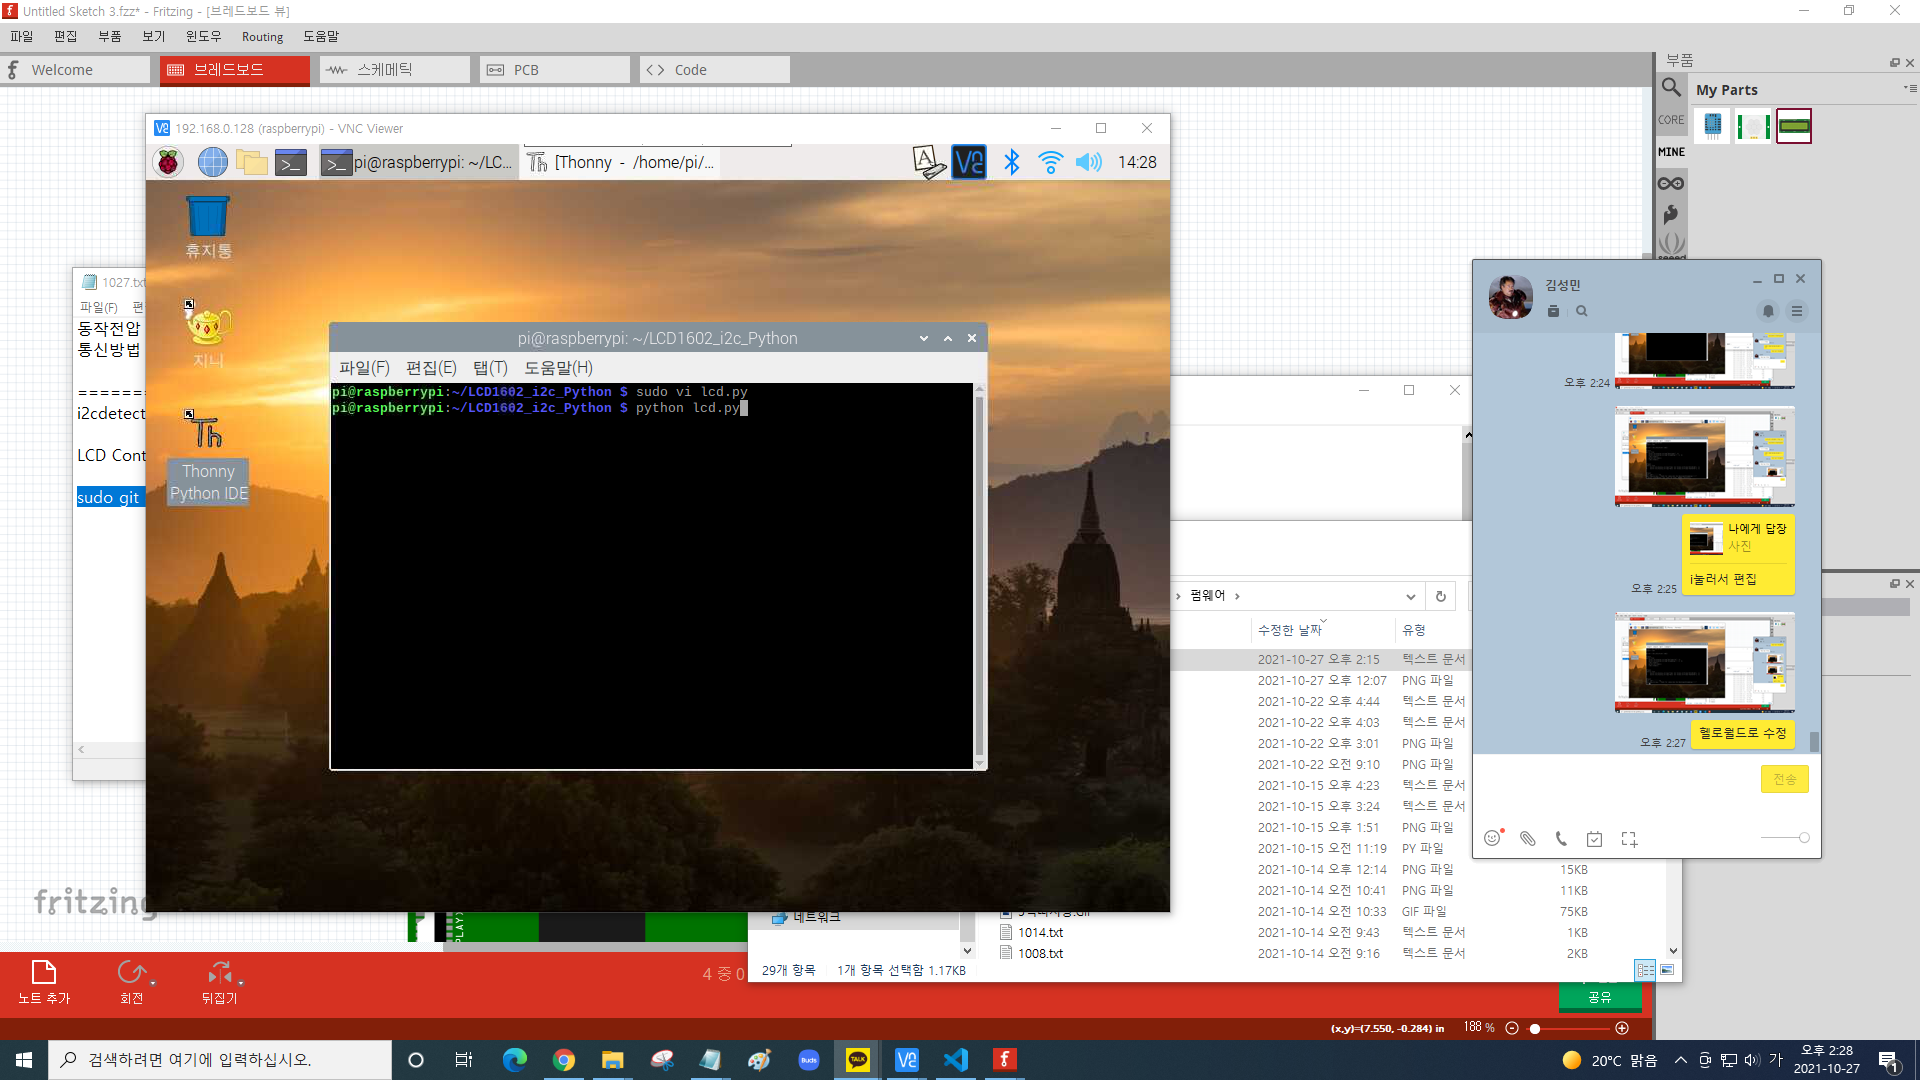 Untitled Sketch 3.fzz* - Fritzing - [브레드보드 뷰]
파일 편집 부품 보기 윈도우 Routing 도움말
Welcome
브레드보드
스케메틱
PCB
Code
부품
My Parts
CORE
MINE
192.168.0.128 (raspberrypi) - VNC Viewer
pi@raspberrypi: ~/LC...
[Thonny - /home/pi/...
14:28
휴지통
지니
Thonny
Python IDE
1027.txt
파일(F) 편
동작전압
통신방법
i2cdetect
LCD Cont
sudo git
pi@raspberrypi: ~/LCD1602_i2c_Python
파일(F) 편집(E) 탭(T) 도움말(H)
pi@raspberrypi:~/LCD1602_i2c_Python $ sudo vi lcd.py
pi@raspberrypi:~/LCD1602_i2c_Python $ python lcd.py
김성민
오후 2:24
나에게 답장
사진
i눌러서 편집
오후 2:25
헬로월드로 수정
오후 2:27
전송
펌웨어
수정한 날짜 유형
2021-10-27 오후 2:15 텍스트 문서
2021-10-27 오후 12:07 PNG 파일
2021-10-22 오후 4:44 텍스트 문서
2021-10-22 오후 4:03 텍스트 문서
2021-10-22 오후 3:01 PNG 파일
2021-10-22 오전 9:10 PNG 파일
2021-10-15 오후 4:23 텍스트 문서
2021-10-15 오후 3:24 텍스트 문서
2021-10-15 오후 1:51 PNG 파일
2021-10-15 오전 11:19 PY 파일
2021-10-14 오후 12:14 PNG 파일 15KB
2021-10-14 오전 10:41 PNG 파일 11KB
2021-10-14 오전 10:33 GIF 파일 75KB
1014.txt 2021-10-14 오전 9:43 텍스트 문서 1KB
1008.txt 2021-10-08 오전 9:16 텍스트 문서 2KB
네트워크
29개 항목 1개 항목 선택함 1.17KB
fritzing
노트 추가
회전
뒤집기
4 중 0
공유
(x,y)=(7.550, -0.284) in 188 %
검색하려면 여기에 입력하십시오.
Buds
TALK
20°C 맑음
가
오후 2:28
2021-10-27
1